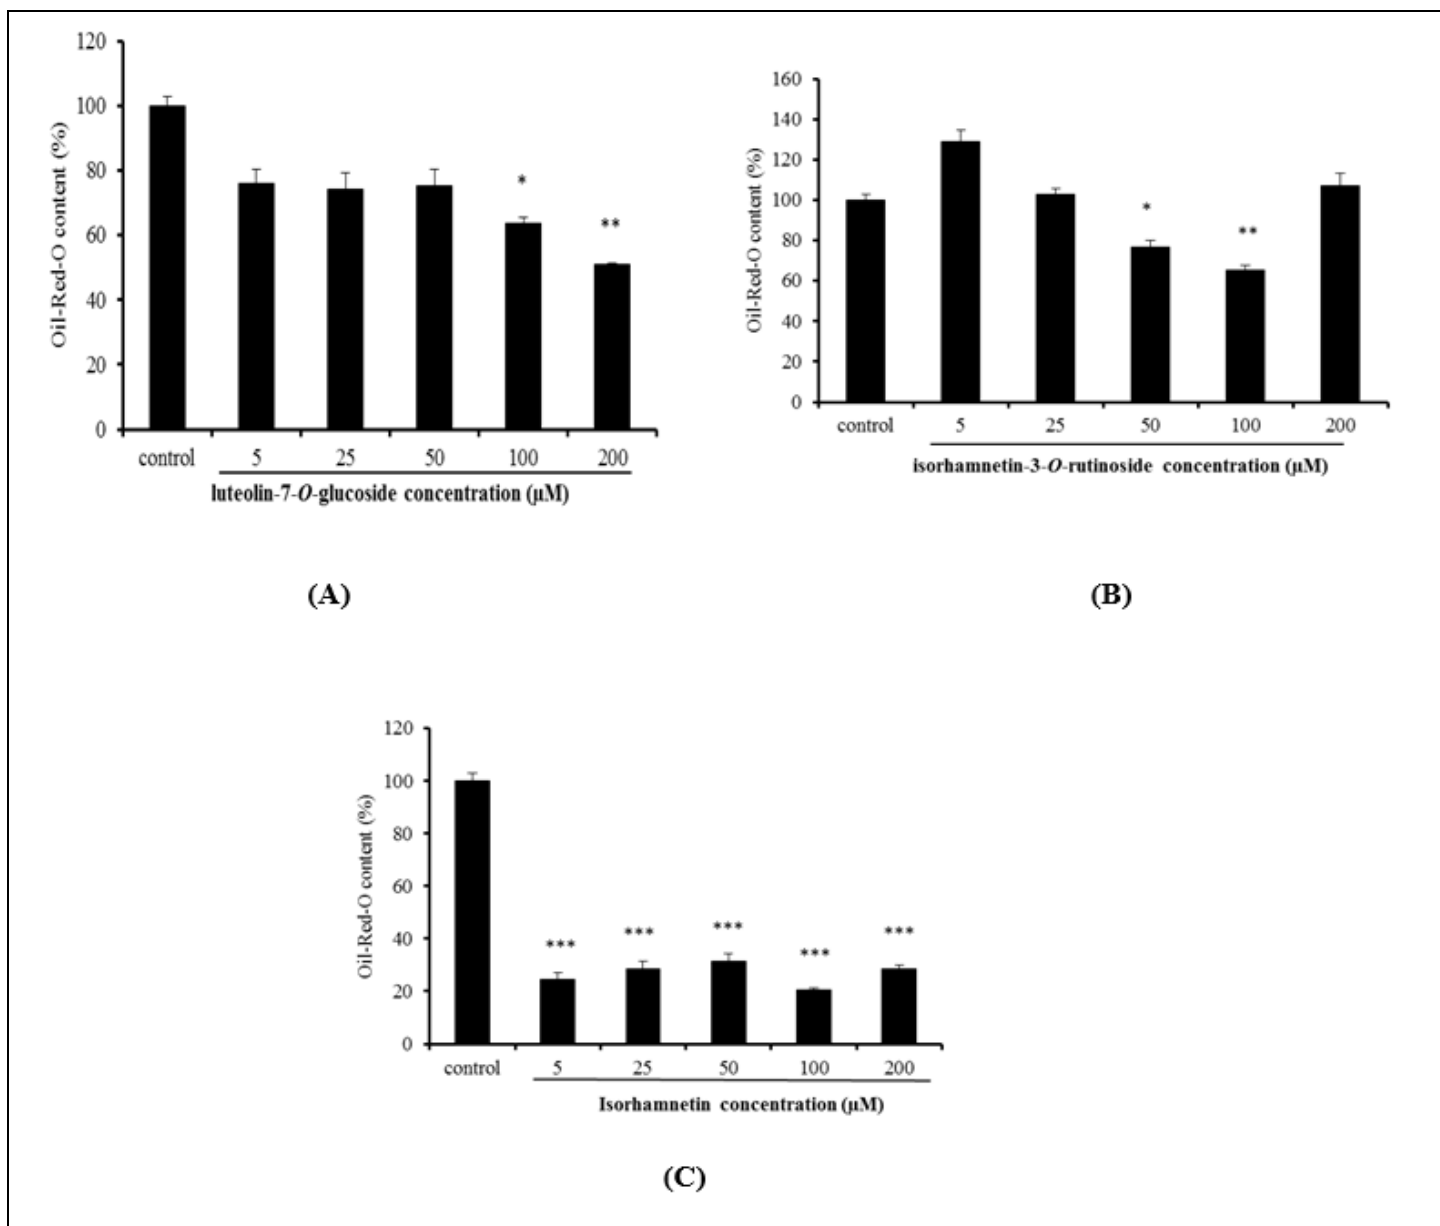 120
100
80
60
40
20
0
Oil-Red-O content (%)
*
**
control 5 25 50 100 200
luteolin-7-O-glucoside concentration (µM)
(A)
160
140
120
100
80
60
40
20
0
Oil-Red-O content (%)
*
**
control 5 25 50 100 200
isorhamnetin-3-O-rutinoside concentration (µM)
(B)
120
100
80
60
40
20
0
Oil-Red-O content (%)
*** *** *** *** ***
control 5 25 50 100 200
Isorhamnetin concentration (µM)
(C)